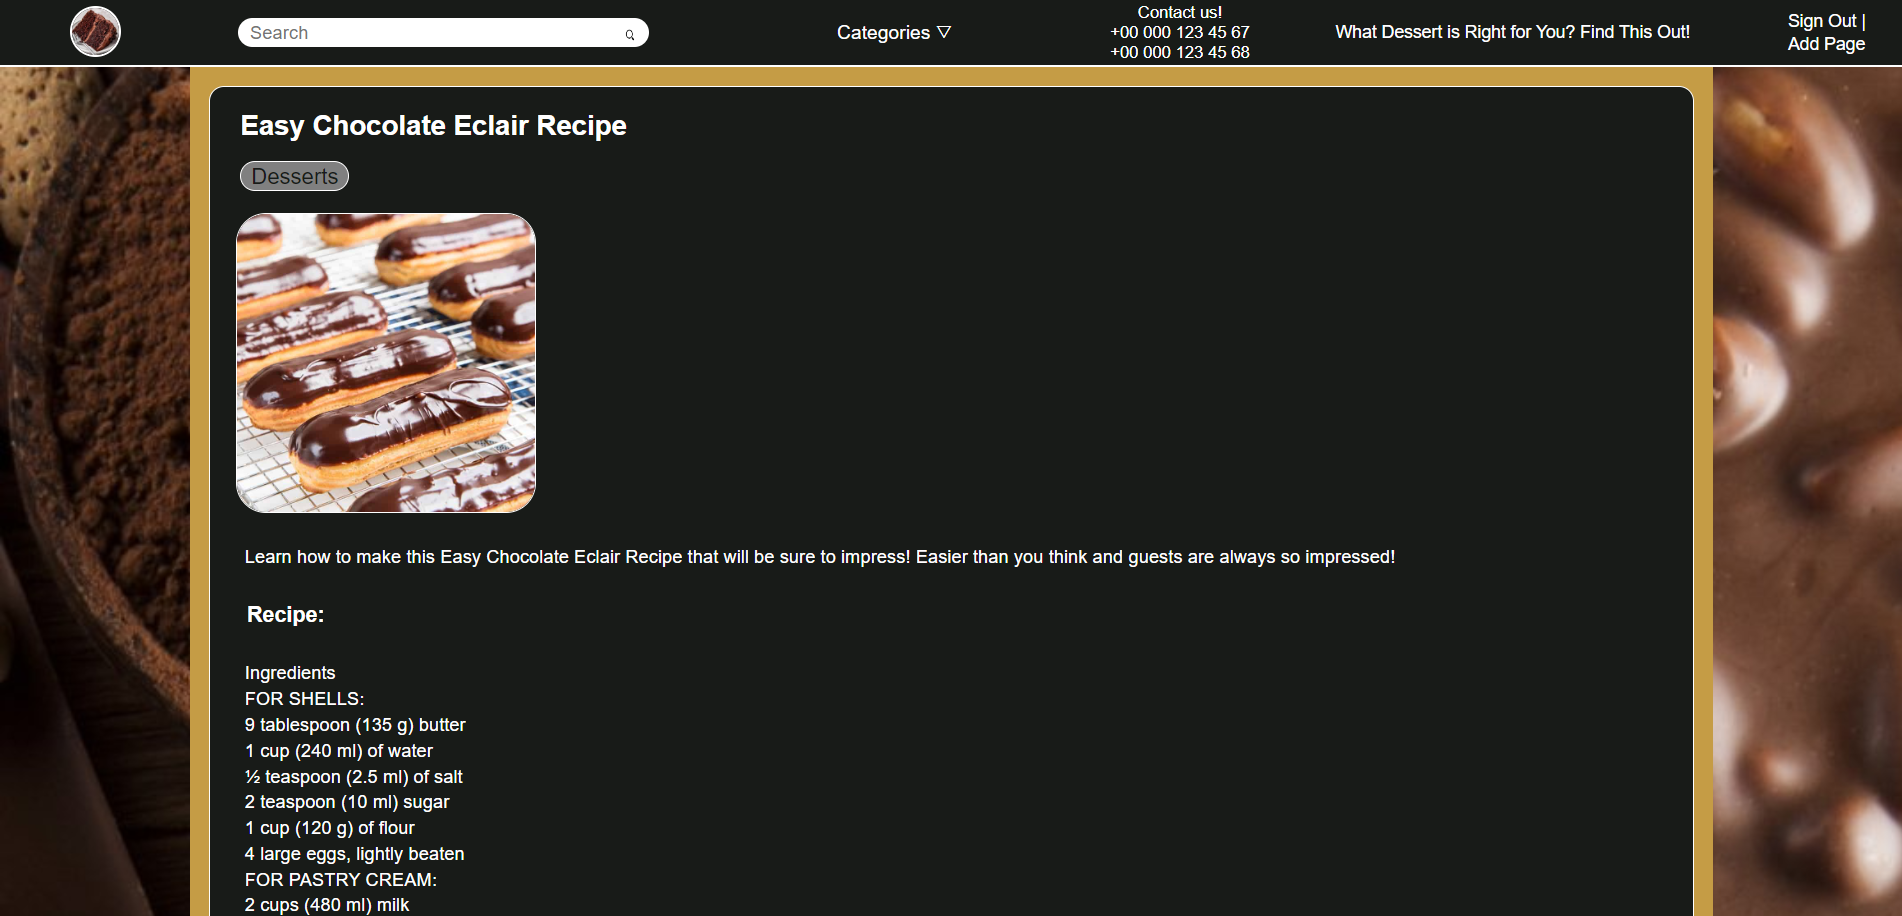 Search
Categories ▽
Contact us!
+00 000 123 45 67
+00 000 123 45 68
What Dessert is Right for You? Find This Out!
Sign Out |
Add Page
Easy Chocolate Eclair Recipe
Desserts
Learn how to make this Easy Chocolate Eclair Recipe that will be sure to impress! Easier than you think and guests are always so impressed!
Recipe:
Ingredients
FOR SHELLS:
9 tablespoon (135 g) butter
1 cup (240 ml) of water
½ teaspoon (2.5 ml) of salt
2 teaspoon (10 ml) sugar
1 cup (120 g) of flour
4 large eggs, lightly beaten
FOR PASTRY CREAM:
2 cups (480 ml) milk